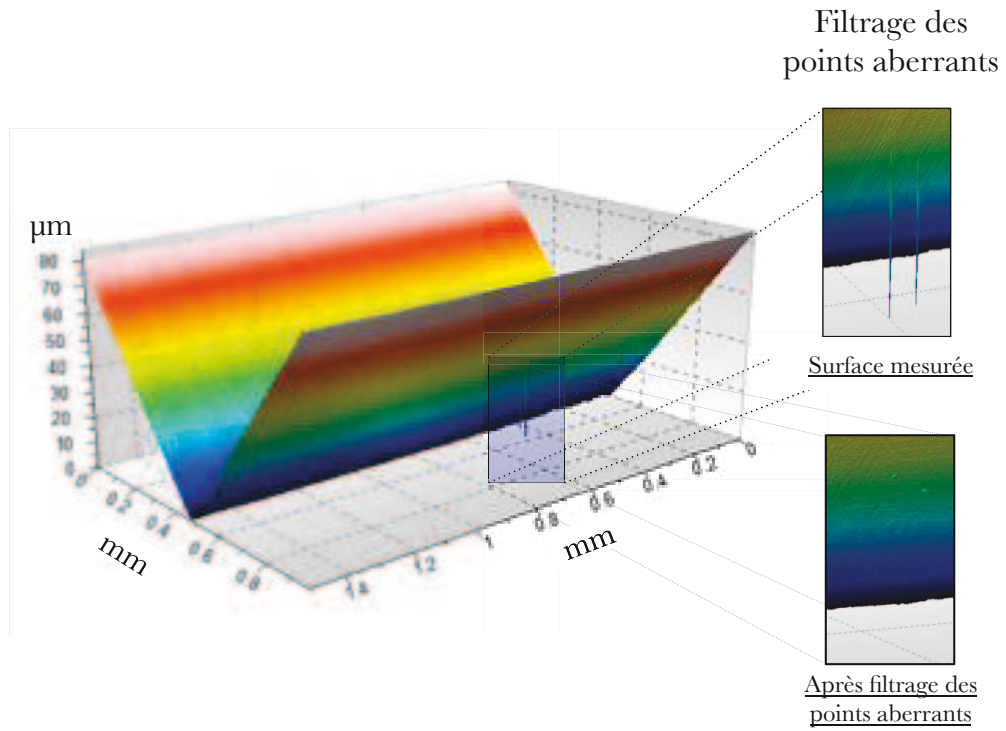 Filtrage des
points aberrants
µm
80
70
60
50
40
30
20
10
0
0
0.2
0.4
0.6
0.8
mm
1.4
1.2
1
0.8
0.6
0.4
0.2
0
mm
Surface mesurée
Après filtrage des
points aberrants